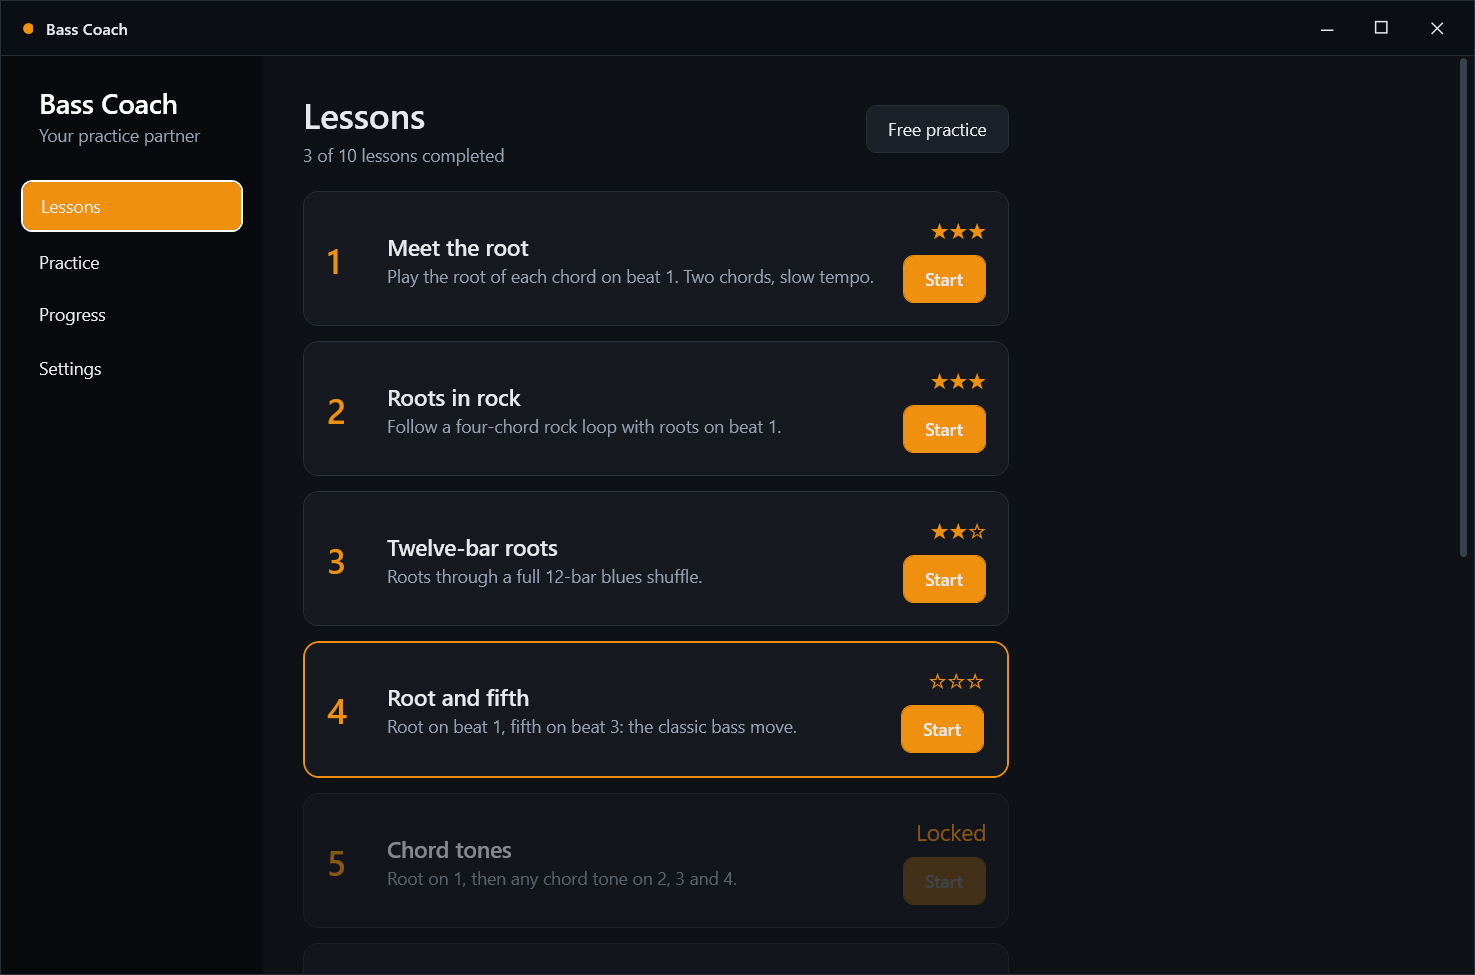 Bass Coach
Bass Coach
Your practice partner
Lessons
Practice
Progress
Settings
Lessons
3 of 10 lessons completed
Free practice
1
Meet the root
Play the root of each chord on beat 1. Two chords, slow tempo.
★★★
Start
2
Roots in rock
Follow a four-chord rock loop with roots on beat 1.
★★★
Start
3
Twelve-bar roots
Roots through a full 12-bar blues shuffle.
★★☆
Start
4
Root and fifth
Root on beat 1, fifth on beat 3: the classic bass move.
☆☆☆
Start
5
Chord tones
Root on 1, then any chord tone on 2, 3 and 4.
Locked
Start